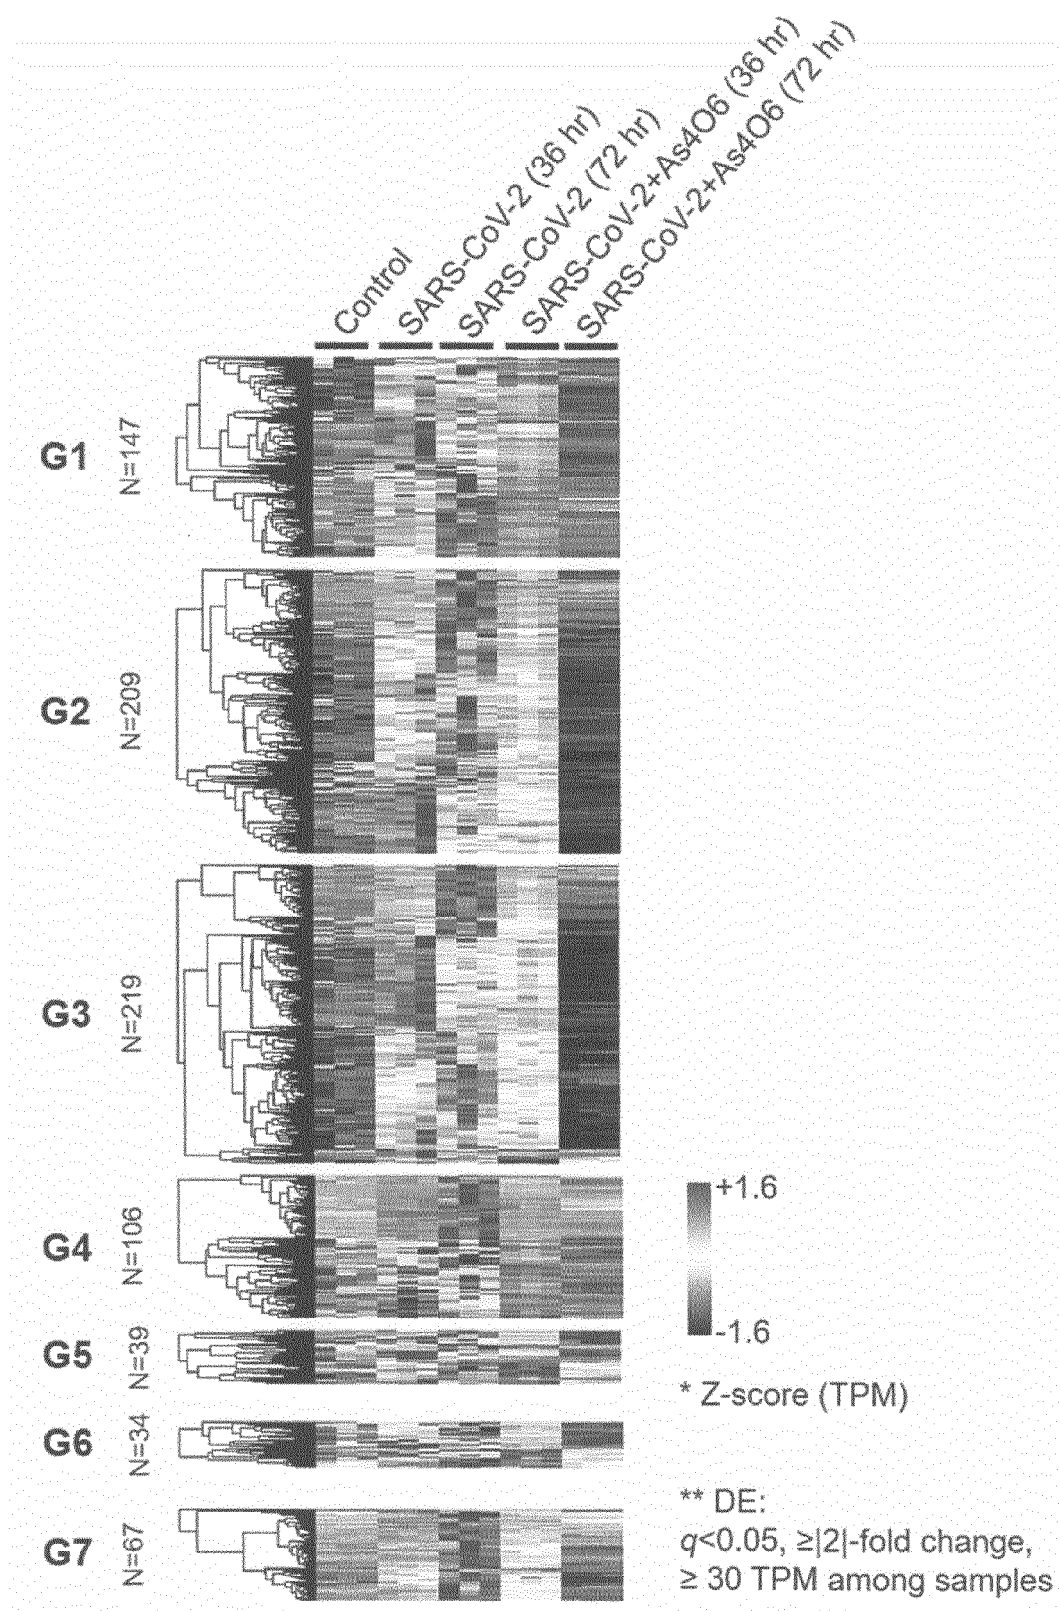 Control
SARS-CoV-2 (36 hr)
SARS-CoV-2 (72 hr)
SARS-CoV-2+As4O6 (36 hr)
SARS-CoV-2+As4O6 (72 hr)
G1
N=147
G2
N=209
G3
N=219
G4
N=106
G5
N=39
G6
N=34
G7
N=67
+1.6
-1.6
* Z-score (TPM)
** DE:
q<0.05, ≥|2|-fold change,
≥ 30 TPM among samples